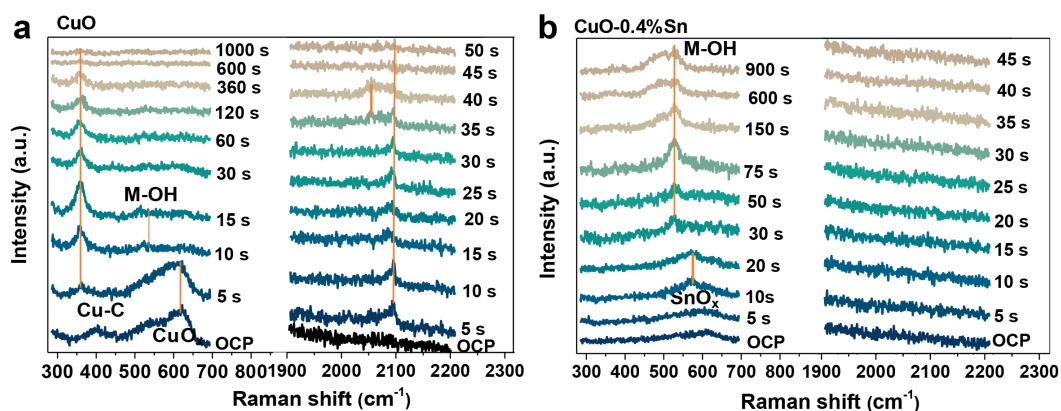 a
CuO
1000 s
600 s
360 s
120 s
60 s
30 s
M-OH
15 s
10 s
5 s
Cu-C
CuO
OCP
50 s
45 s
40 s
35 s
30 s
25 s
20 s
15 s
10 s
5 s
OCP
Intensity (a.u.)
300 400 500 600 700 800 1900 2000 2100 2200 2300
Raman shift (cm⁻¹)
b
CuO-0.4%Sn
M-OH
900 s
600 s
150 s
75 s
50 s
30 s
20 s
10s
SnOₓ
5 s
OCP
45 s
40 s
35 s
30 s
25 s
20 s
15 s
10 s
5 s
OCP
Intensity (a.u.)
300 400 500 600 700 800 1900 2000 2100 2200 2300
Raman shift (cm⁻¹)